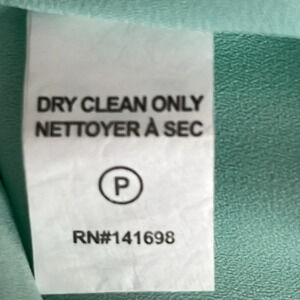 DRY CLEAN ONLY
NETTOYER À SEC
P
RN#141698